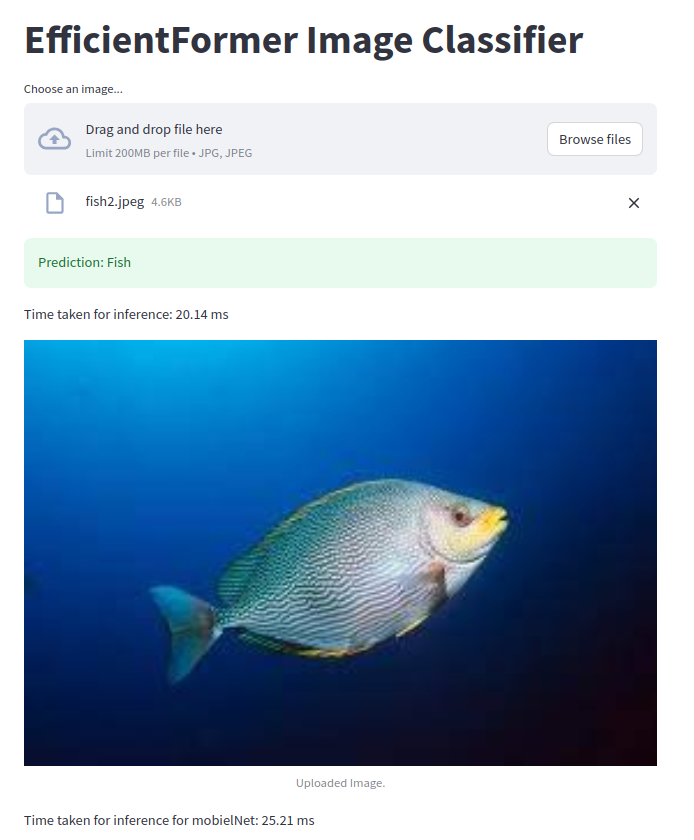 EfficientFormer Image Classifier
Choose an image...
Drag and drop file here
Limit 200MB per file • JPG, JPEG
Browse files
fish2.jpeg 4.6KB
Prediction: Fish
Time taken for inference: 20.14 ms
Uploaded Image.
Time taken for inference for mobielNet: 25.21 ms